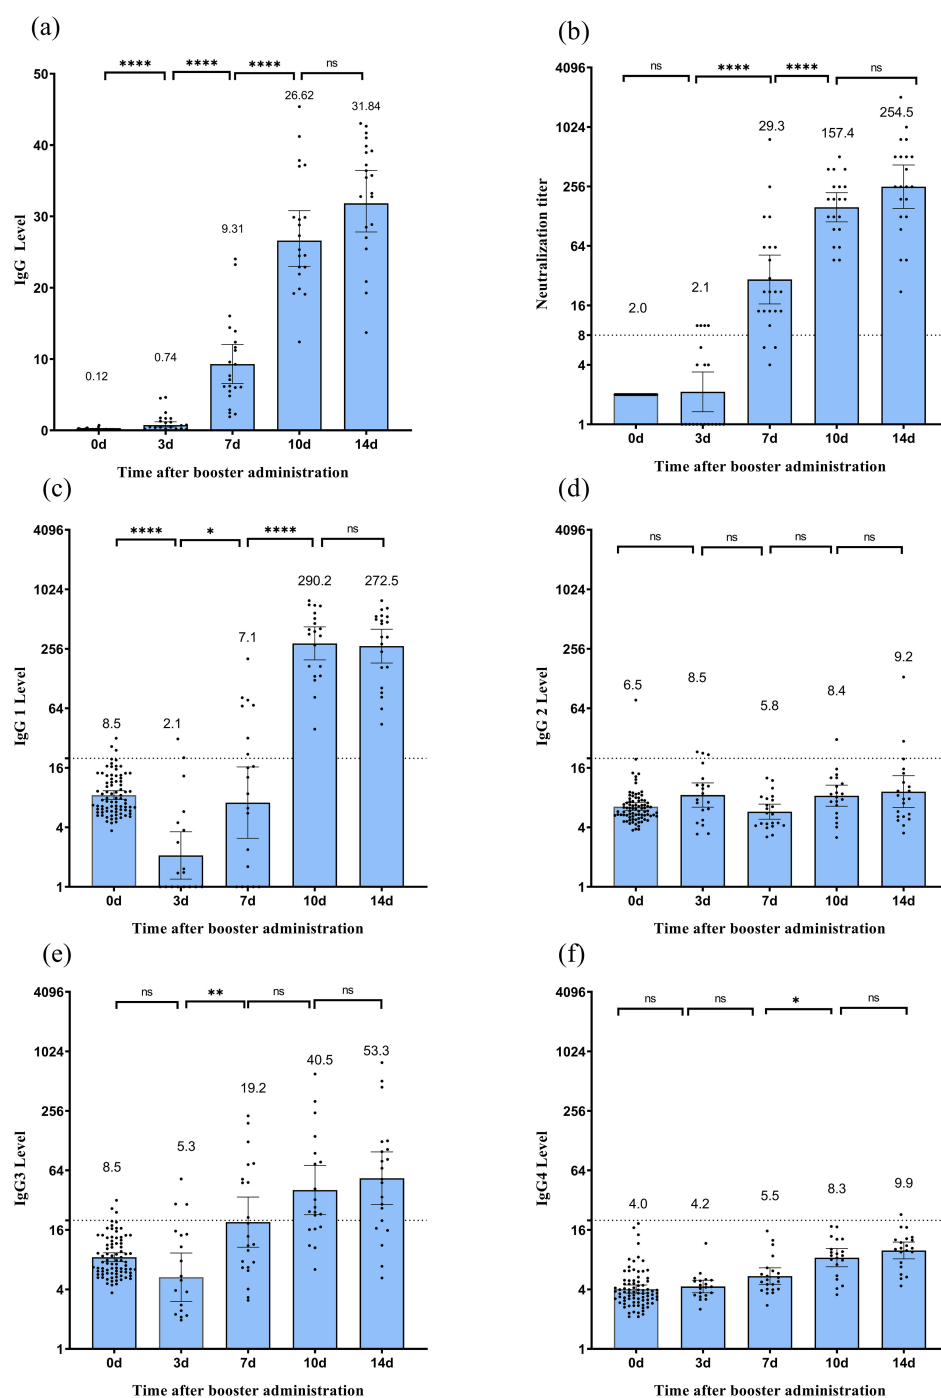 (a)
**** **** **** ns
50
40
30
20
10
0
IgG Level
0.12 0.74 9.31 26.62 31.84
0d 3d 7d 10d 14d
Time after booster administration
(b)
ns **** **** ns
4096
1024
256
64
16
8
4
1
Neutralization titer
2.0 2.1 29.3 157.4 254.5
0d 3d 7d 10d 14d
Time after booster administration
(c)
**** * **** ns
4096
1024
256
64
16
4
1
IgG 1 Level
8.5 2.1 7.1 290.2 272.5
0d 3d 7d 10d 14d
Time after booster administration
(d)
ns ns ns ns
4096
1024
256
64
16
4
1
IgG 2 Level
6.5 8.5 5.8 8.4 9.2
0d 3d 7d 10d 14d
Time after booster administration
(e)
ns ** ns ns
4096
1024
256
64
16
4
1
IgG3 Level
8.5 5.3 19.2 40.5 53.3
0d 3d 7d 10d 14d
Time after booster administration
(f)
ns ns * ns
4096
1024
256
64
16
4
1
IgG4 Level
4.0 4.2 5.5 8.3 9.9
0d 3d 7d 10d 14d
Time after booster administration